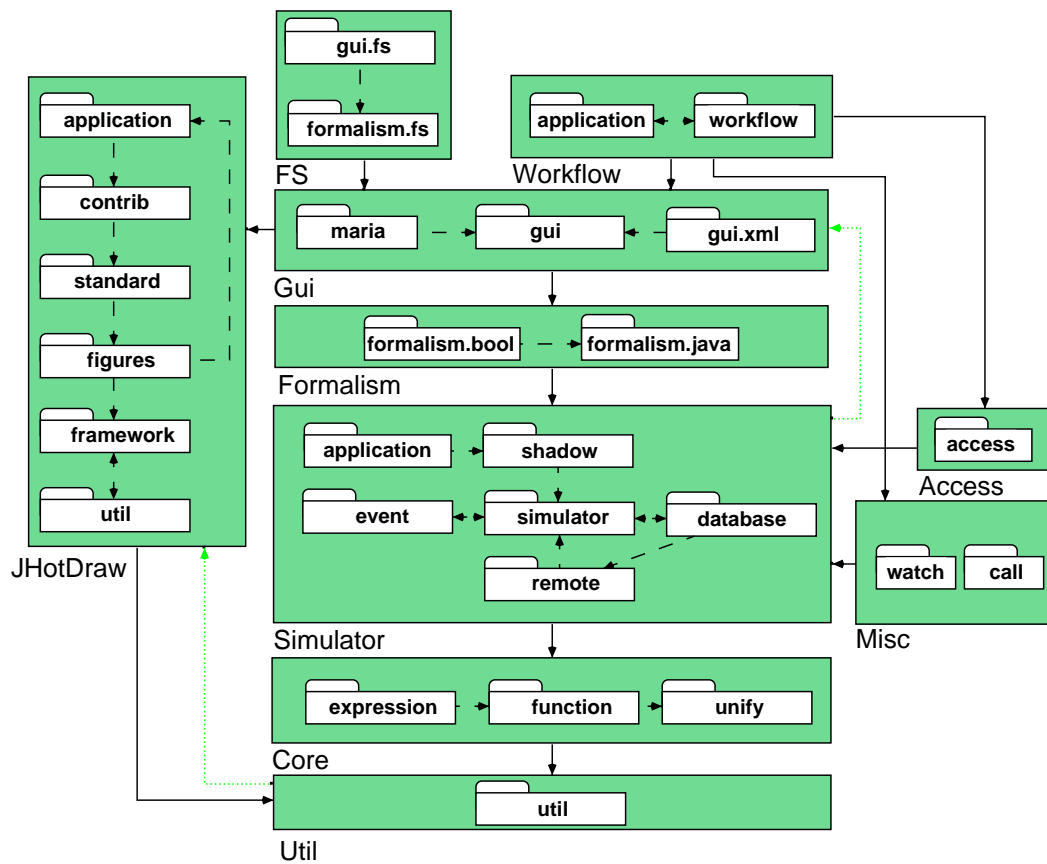 gui.fs
formalism.fs
FS
application
workflow
Workflow
application
contrib
standard
figures
framework
util
JHotDraw
maria
gui
gui.xml
Gui
formalism.bool
formalism.java
Formalism
application
shadow
event
simulator
database
remote
Simulator
access
Access
watch
call
Misc
expression
function
unify
Core
util
Util